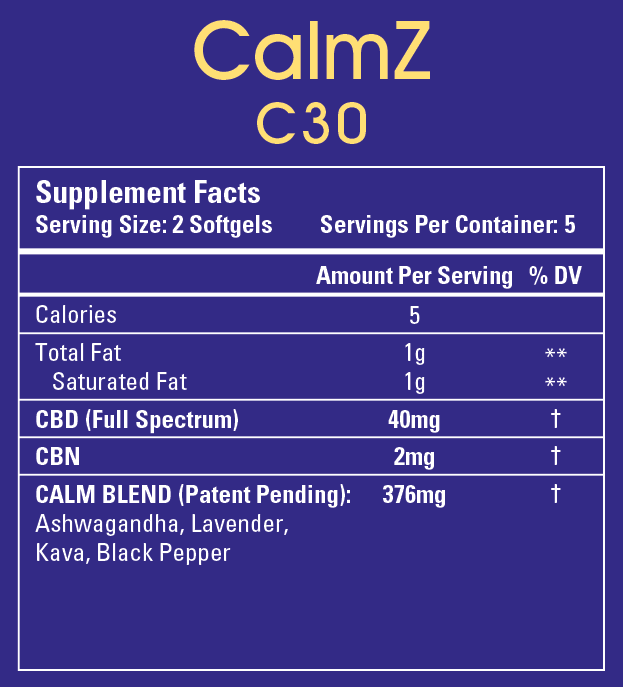 CalmZ
C30
Supplement Facts
Serving Size: 2 Softgels Servings Per Container: 5
Amount Per Serving % DV
Calories 5
Total Fat 1g **
Saturated Fat 1g **
CBD (Full Spectrum) 40mg †
CBN 2mg †
CALM BLEND (Patent Pending): 376mg †
Ashwagandha, Lavender,
Kava, Black Pepper